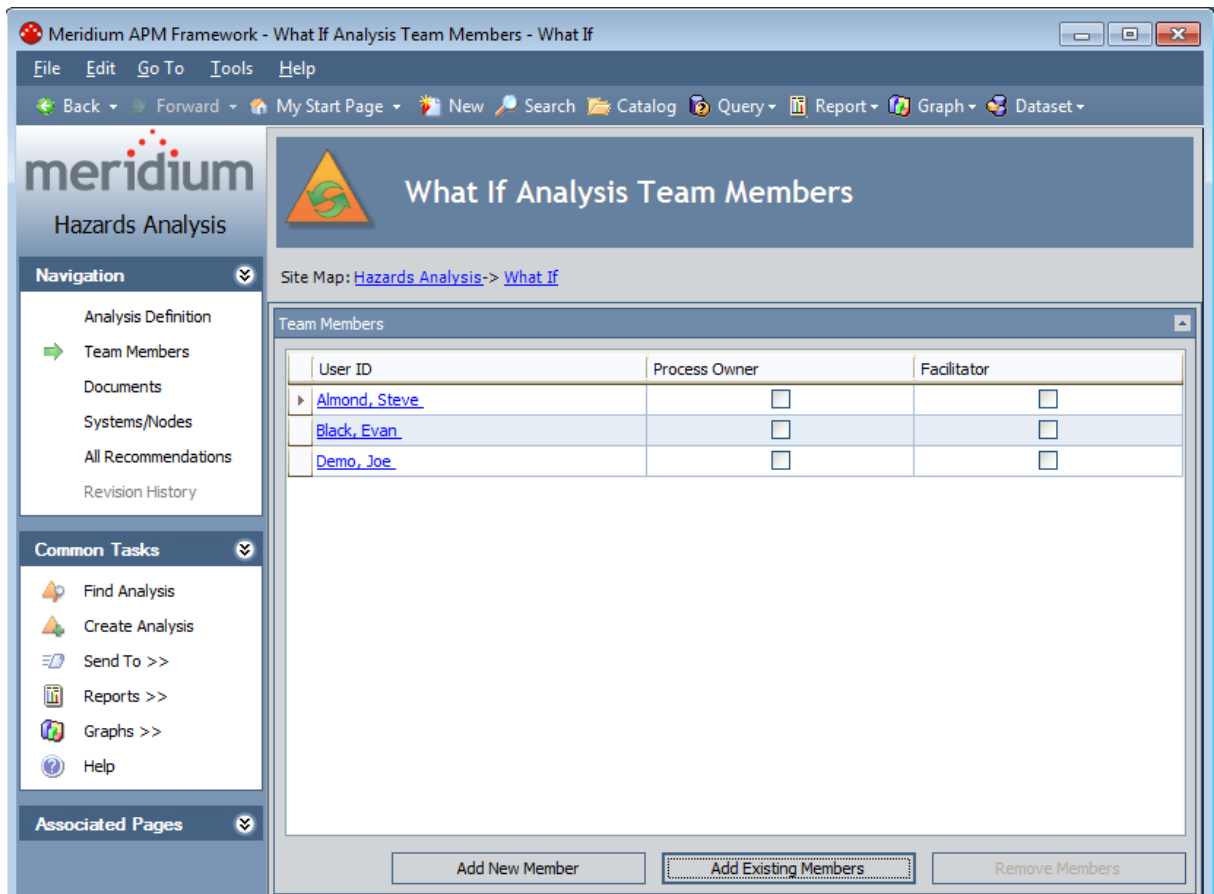 Meridium APM Framework - What If Analysis Team Members - What If
File Edit Go To Tools Help
Back Forward My Start Page New Search Catalog Query Report Graph Dataset
meridium
Hazards Analysis
What If Analysis Team Members
Site Map: Hazards Analysis-> What If
Navigation
Analysis Definition
Team Members
Documents
Systems/Nodes
All Recommendations
Revision History
Common Tasks
Find Analysis
Create Analysis
Send To >>
Reports >>
Graphs >>
Help
Associated Pages
Team Members
User ID Process Owner Facilitator
Almond, Steve
Black, Evan
Demo, Joe
Add New Member Add Existing Members Remove Members